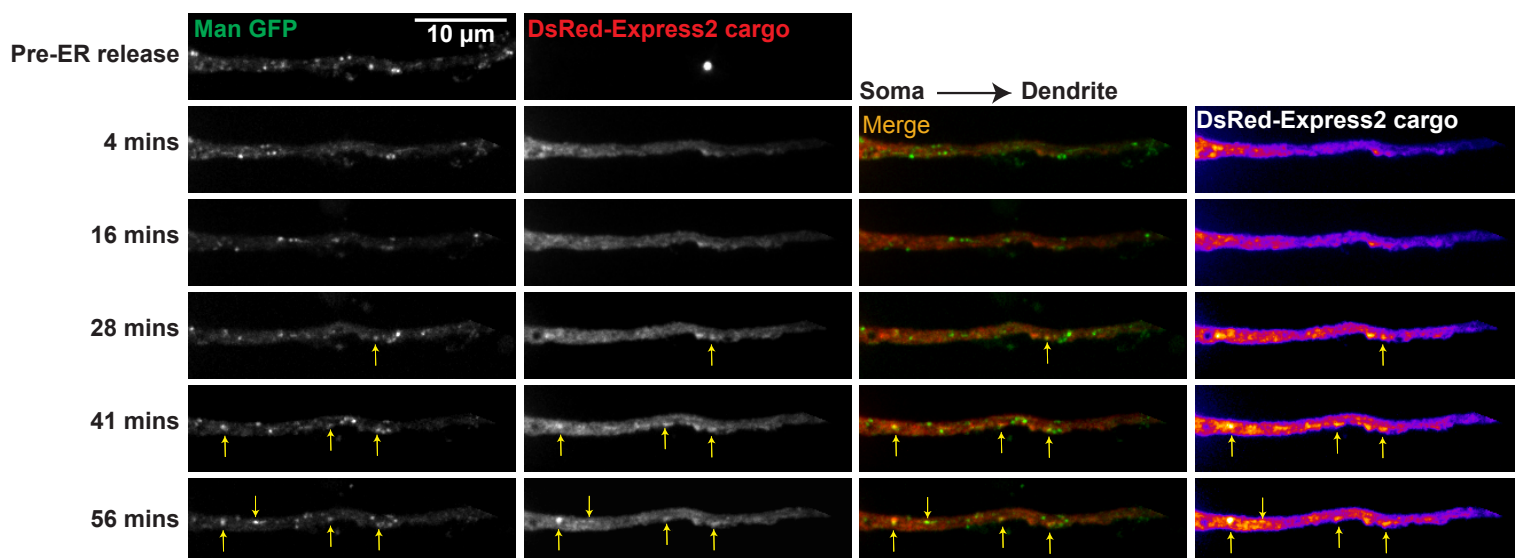 Man GFP
10 µm
DsRed-Express2 cargo
Pre-ER release
Soma Dendrite
4 mins
Merge
DsRed-Express2 cargo
16 mins
28 mins
41 mins
56 mins